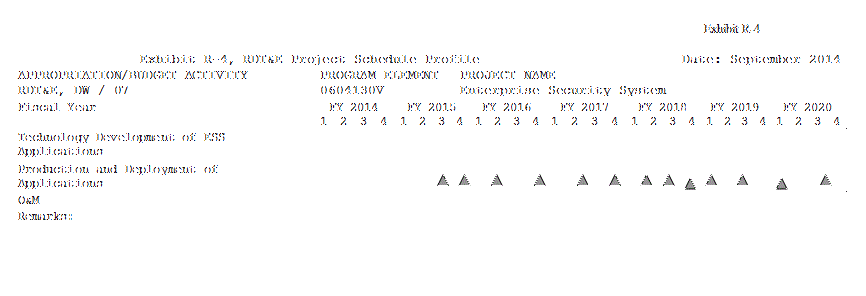 Exhibit R-4
Exhibit R-4, RDT&E Project Schedule Profile Date: September 2014
APPROPRIATION/BUDGET ACTIVITY PROGRAM ELEMENT PROJECT NAME
RDT&E, DW / 07 0604130V Enterprise Security System
Fiscal Year FY 2014 FY 2015 FY 2016 FY 2017 FY 2018 FY 2019 FY 2020
1 2 3 4 1 2 3 4 1 2 3 4 1 2 3 4 1 2 3 4 1 2 3 4 1 2 3 4
Technology Development of ESS
Applications
Production and Deployment of
Applications
O&M
Remarks: